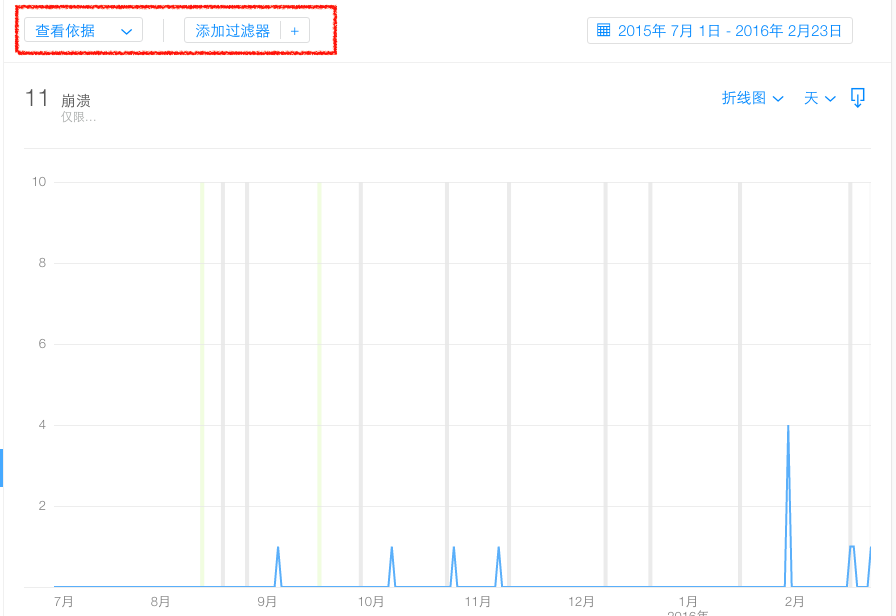 查看依据
添加过滤器 +
2015年 7月 1日 - 2016年 2月23日
11 崩溃
仅限...
折线图 天
10
8
6
4
2
7月 8月 9月 10月 11月 12月 1月 2月
2016年